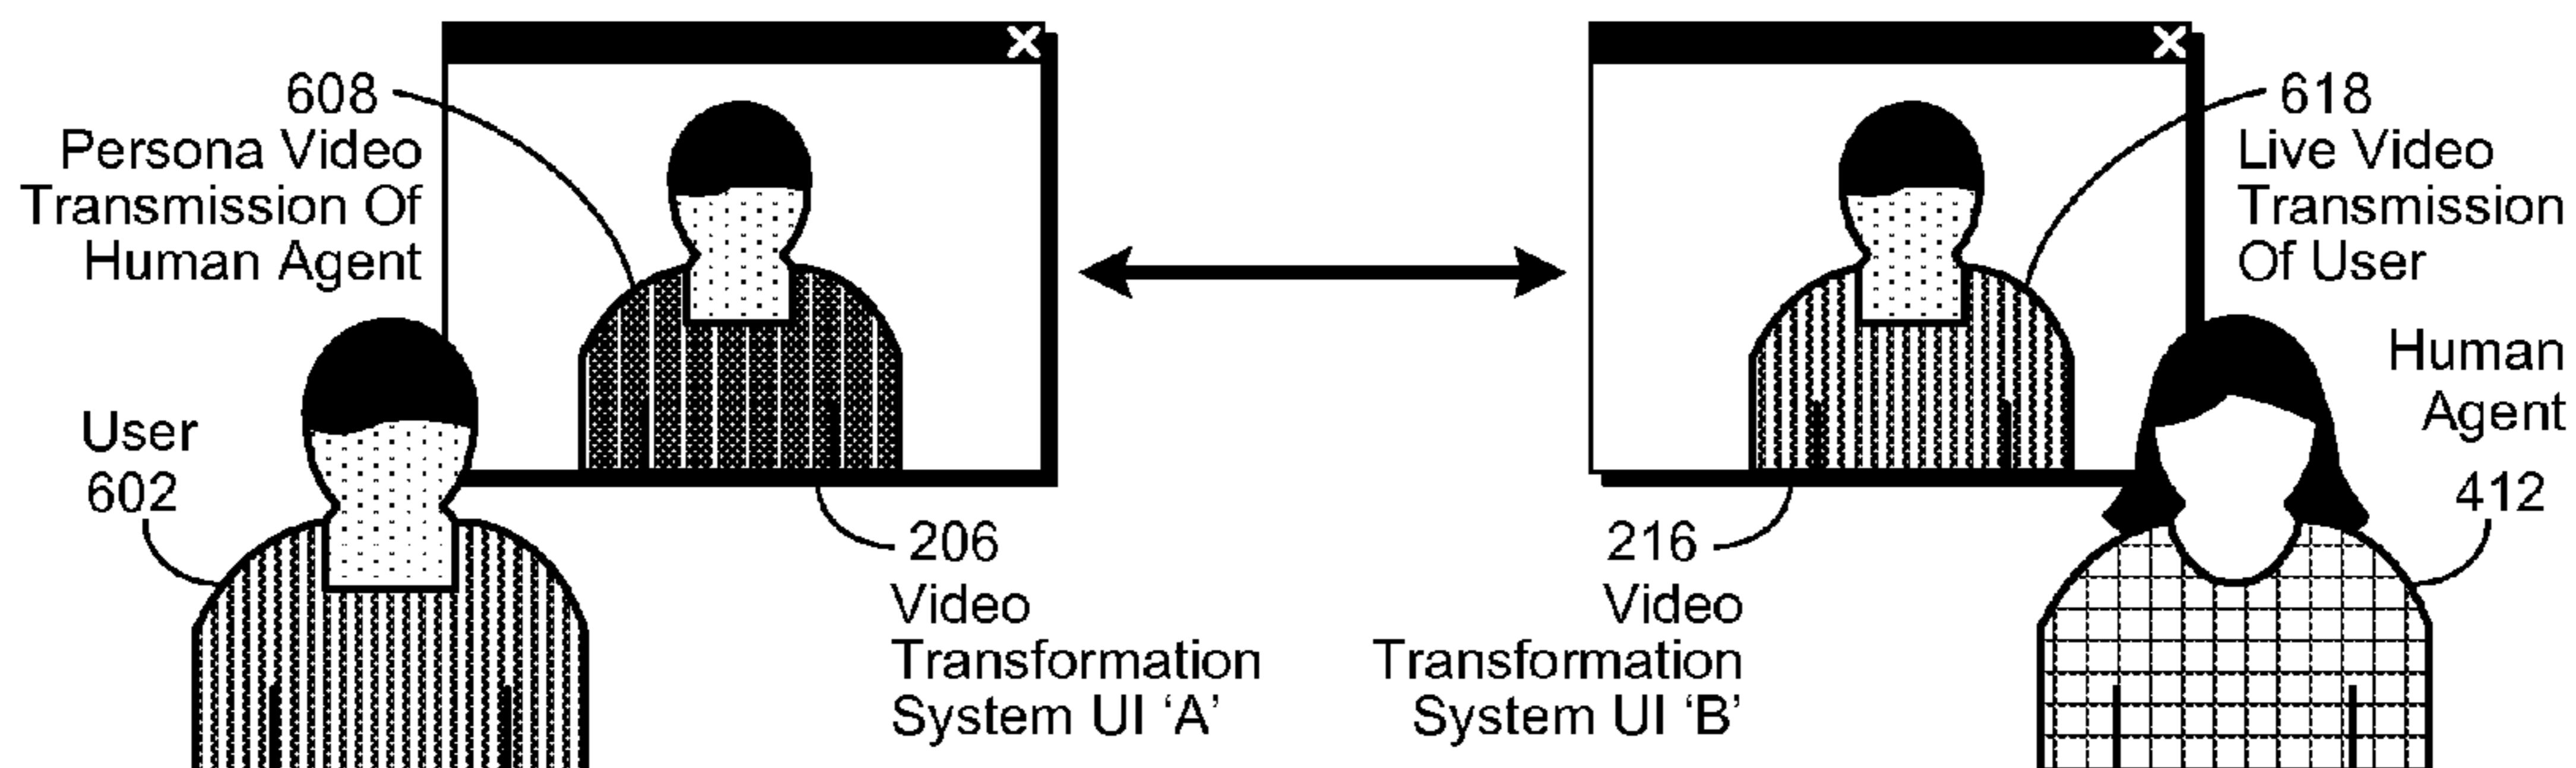 608
Persona Video
Transmission Of
Human Agent
User
602
206
Video
Transformation
System UI ‘A’
618
Live Video
Transmission
Of User
Human
Agent
412
216
Video
Transformation
System UI ‘B’